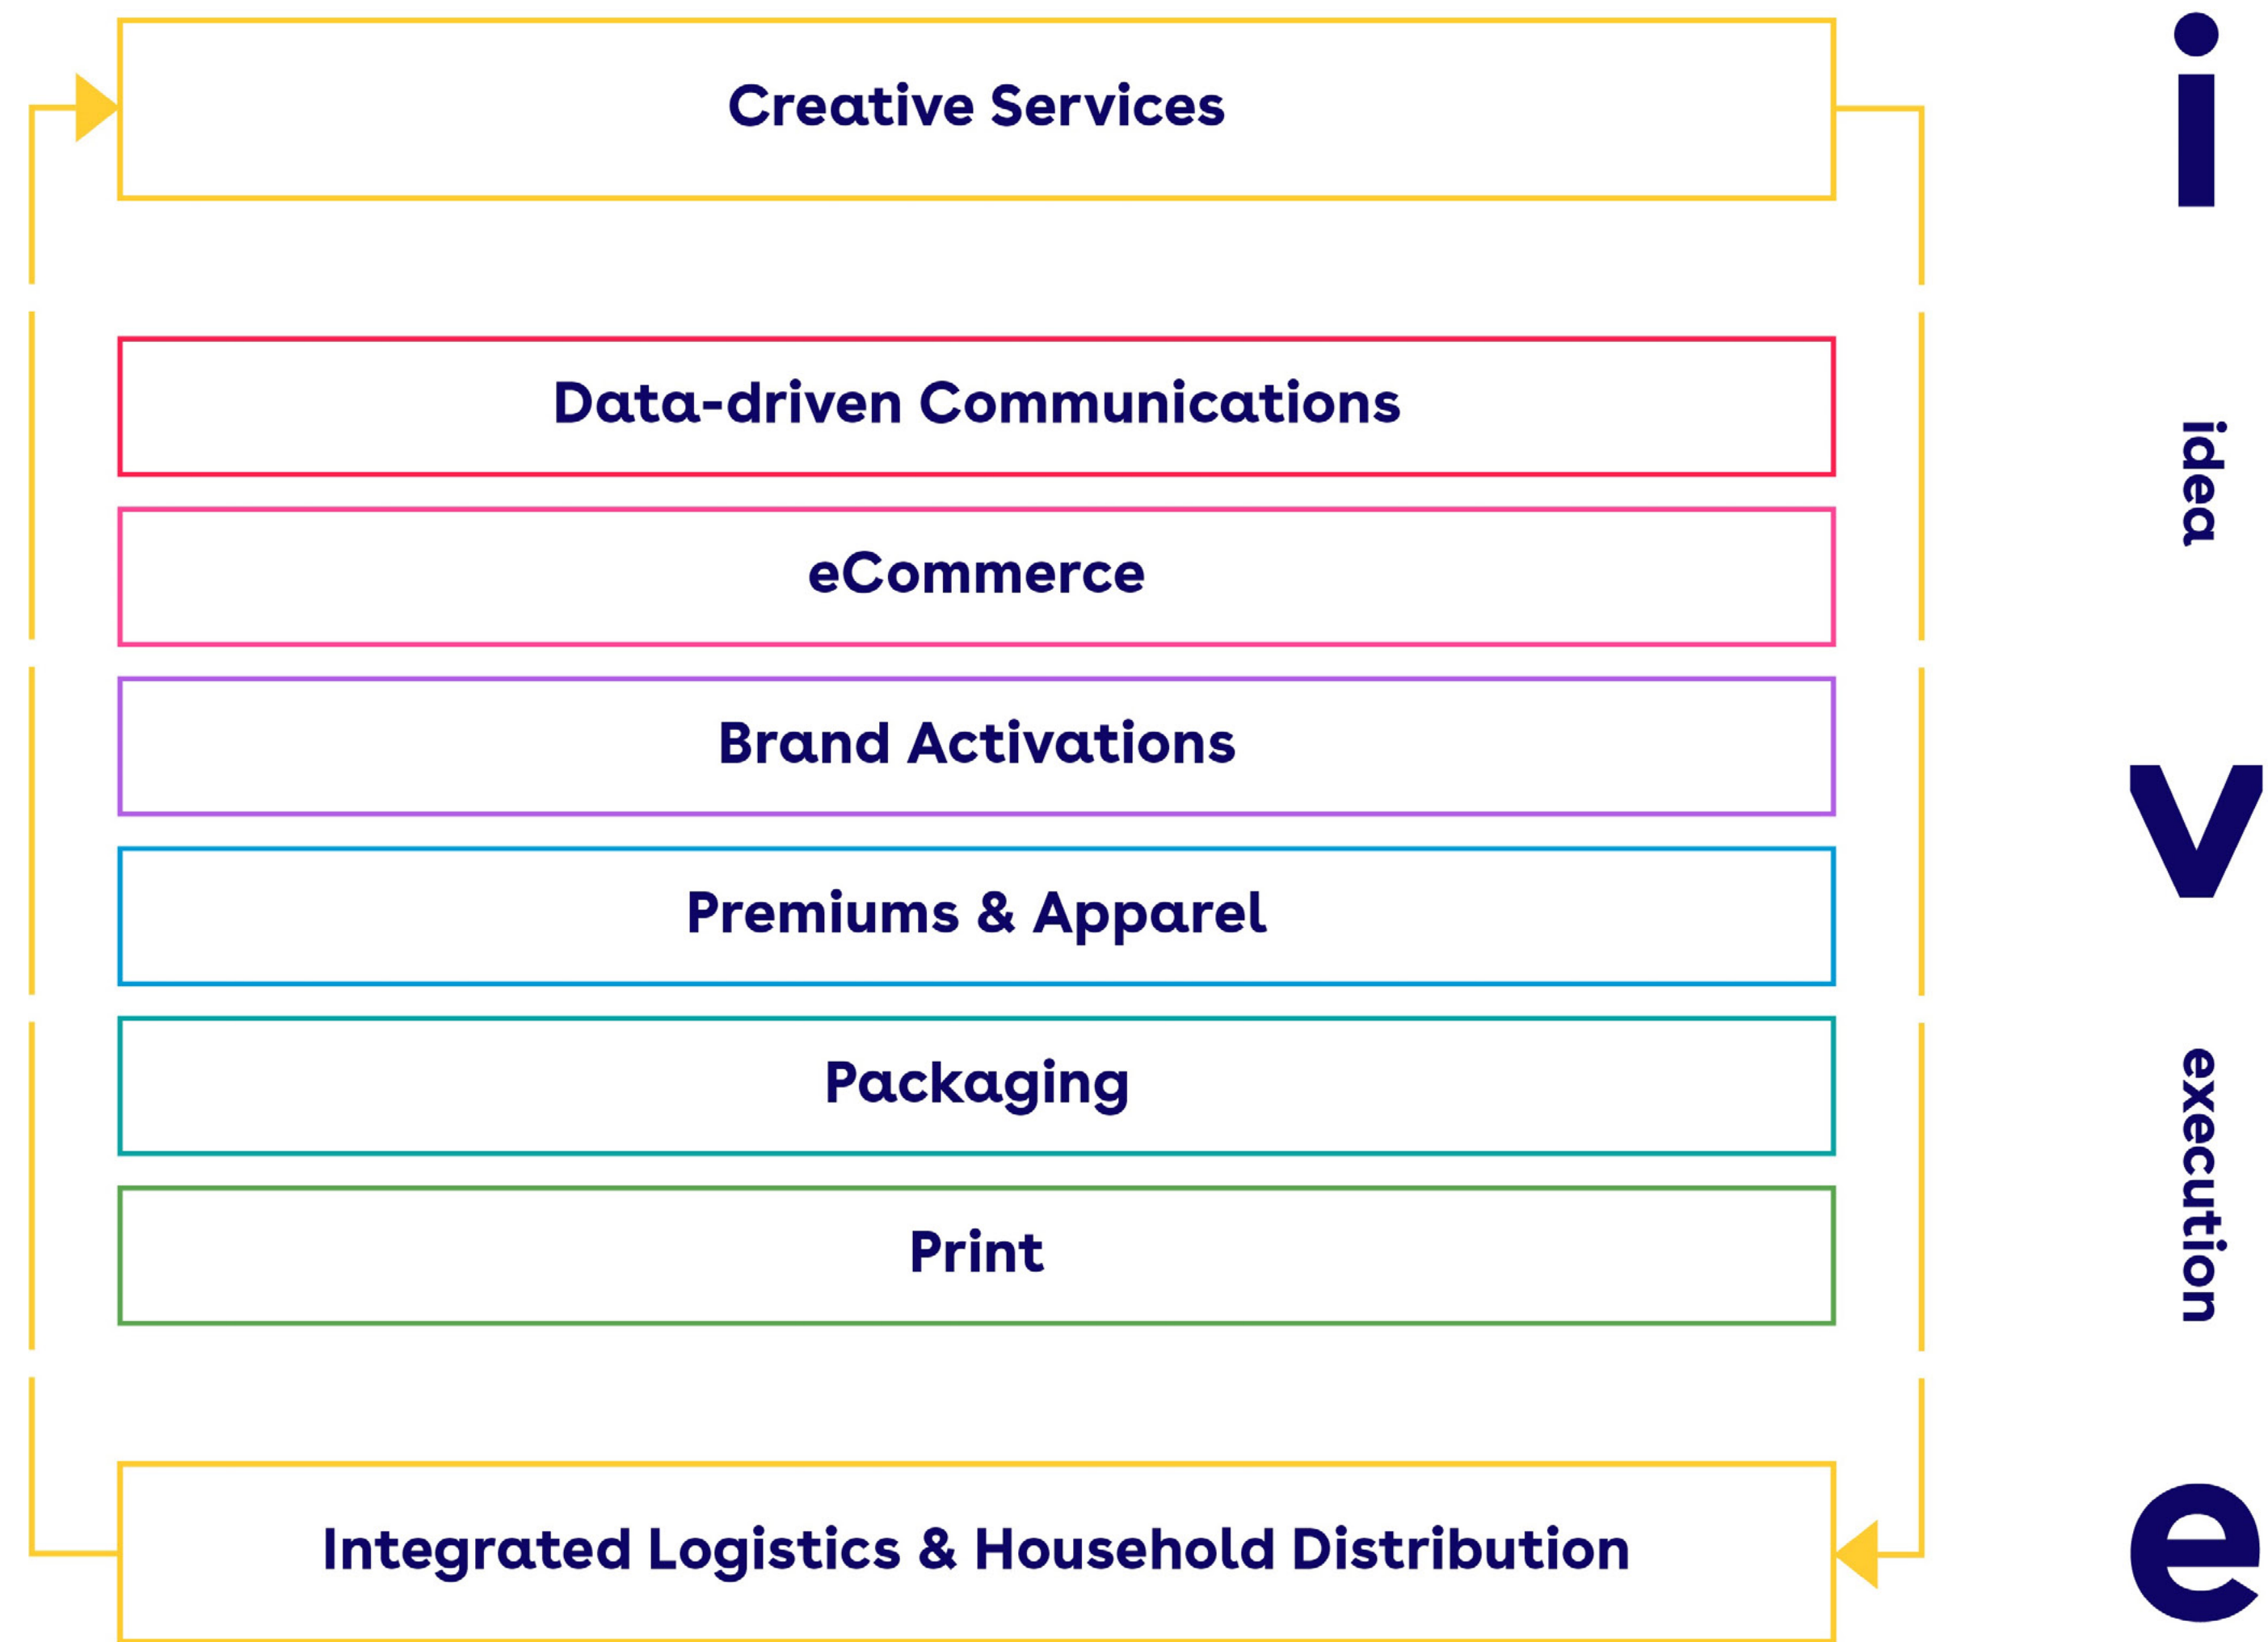 Creative Services
Data-driven Communications
eCommerce
Brand Activations
Premiums & Apparel
Packaging
Print
Integrated Logistics & Household Distribution
i
idea
v
execution
e